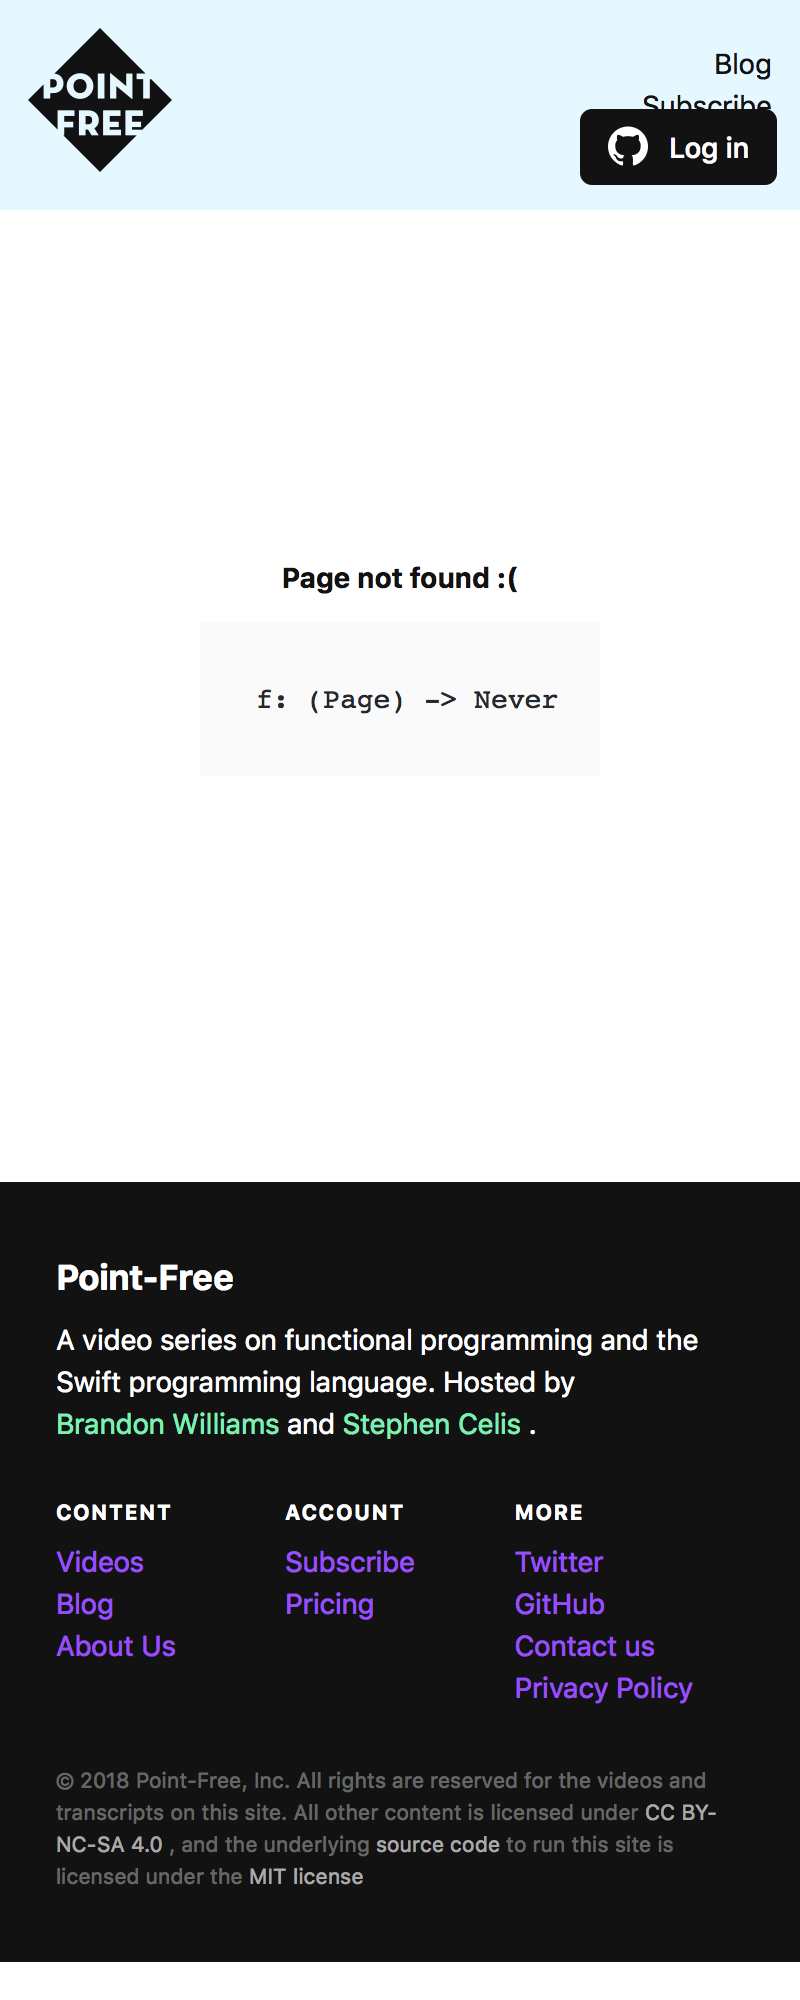 POINT
FREE
Blog
Subscribe
Log in
Page not found :(
f: (Page) -> Never
Point-Free
A video series on functional programming and the
Swift programming language. Hosted by
Brandon Williams and Stephen Celis .
CONTENT
Videos
Blog
About Us
ACCOUNT
Subscribe
Pricing
MORE
Twitter
GitHub
Contact us
Privacy Policy
© 2018 Point-Free, Inc. All rights are reserved for the videos and
transcripts on this site. All other content is licensed under CC BY-
NC-SA 4.0 , and the underlying source code to run this site is
licensed under the MIT license